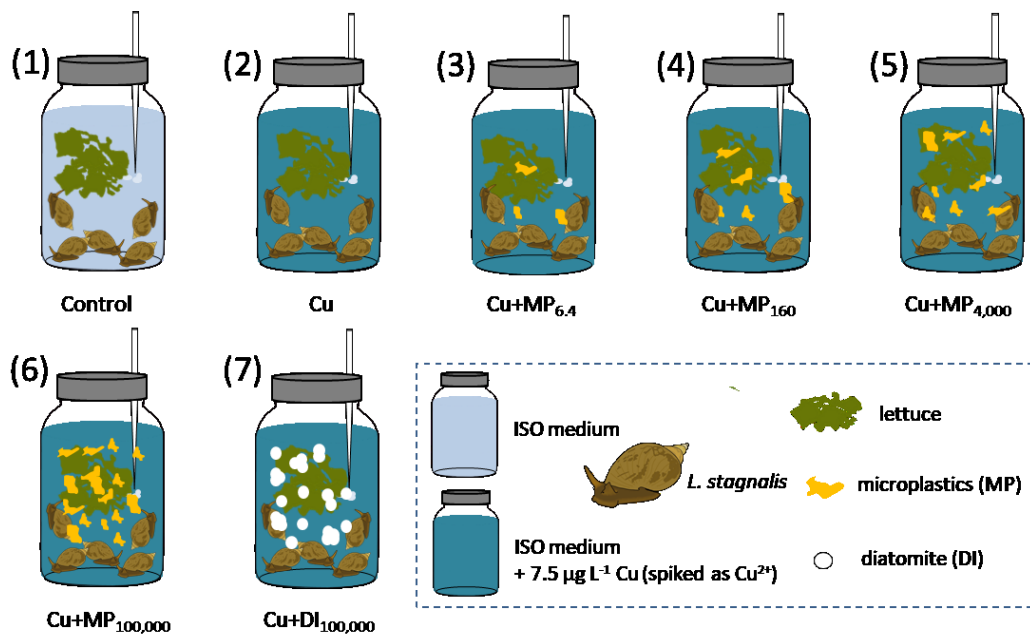 (1)
(2)
(3)
(4)
(5)
Control
Cu
Cu+MP₆.₄
Cu+MP₁₆₀
Cu+MP₄,₀₀₀
(6)
(7)
Cu+MP₁₀₀,₀₀₀
Cu+DI₁₀₀,₀₀₀
ISO medium
ISO medium
+ 7.5 µg L⁻¹ Cu (spiked as Cu²⁺)
L. stagnalis
lettuce
microplastics (MP)
diatomite (DI)